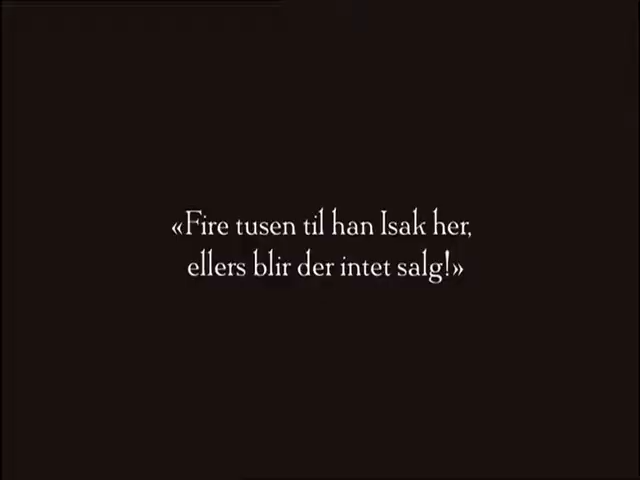 «Fire tusen til han Isak her,
ellers blir der intet salg!»